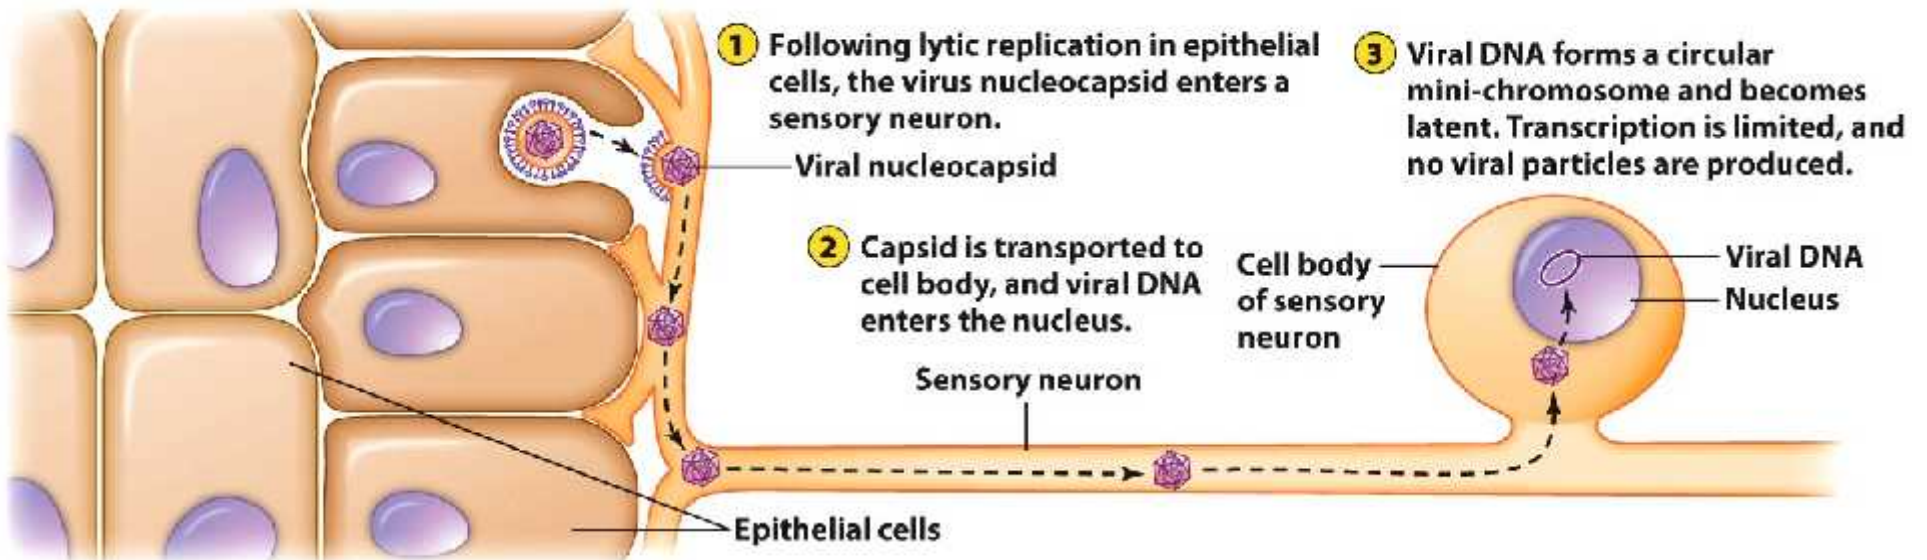 1 Following lytic replication in epithelial
cells, the virus nucleocapsid enters a
sensory neuron.
Viral nucleocapsid
2 Capsid is transported to
cell body, and viral DNA
enters the nucleus.
Sensory neuron
Epithelial cells
3 Viral DNA forms a circular
mini-chromosome and becomes
latent. Transcription is limited, and
no viral particles are produced.
Cell body
of sensory
neuron
Viral DNA
Nucleus